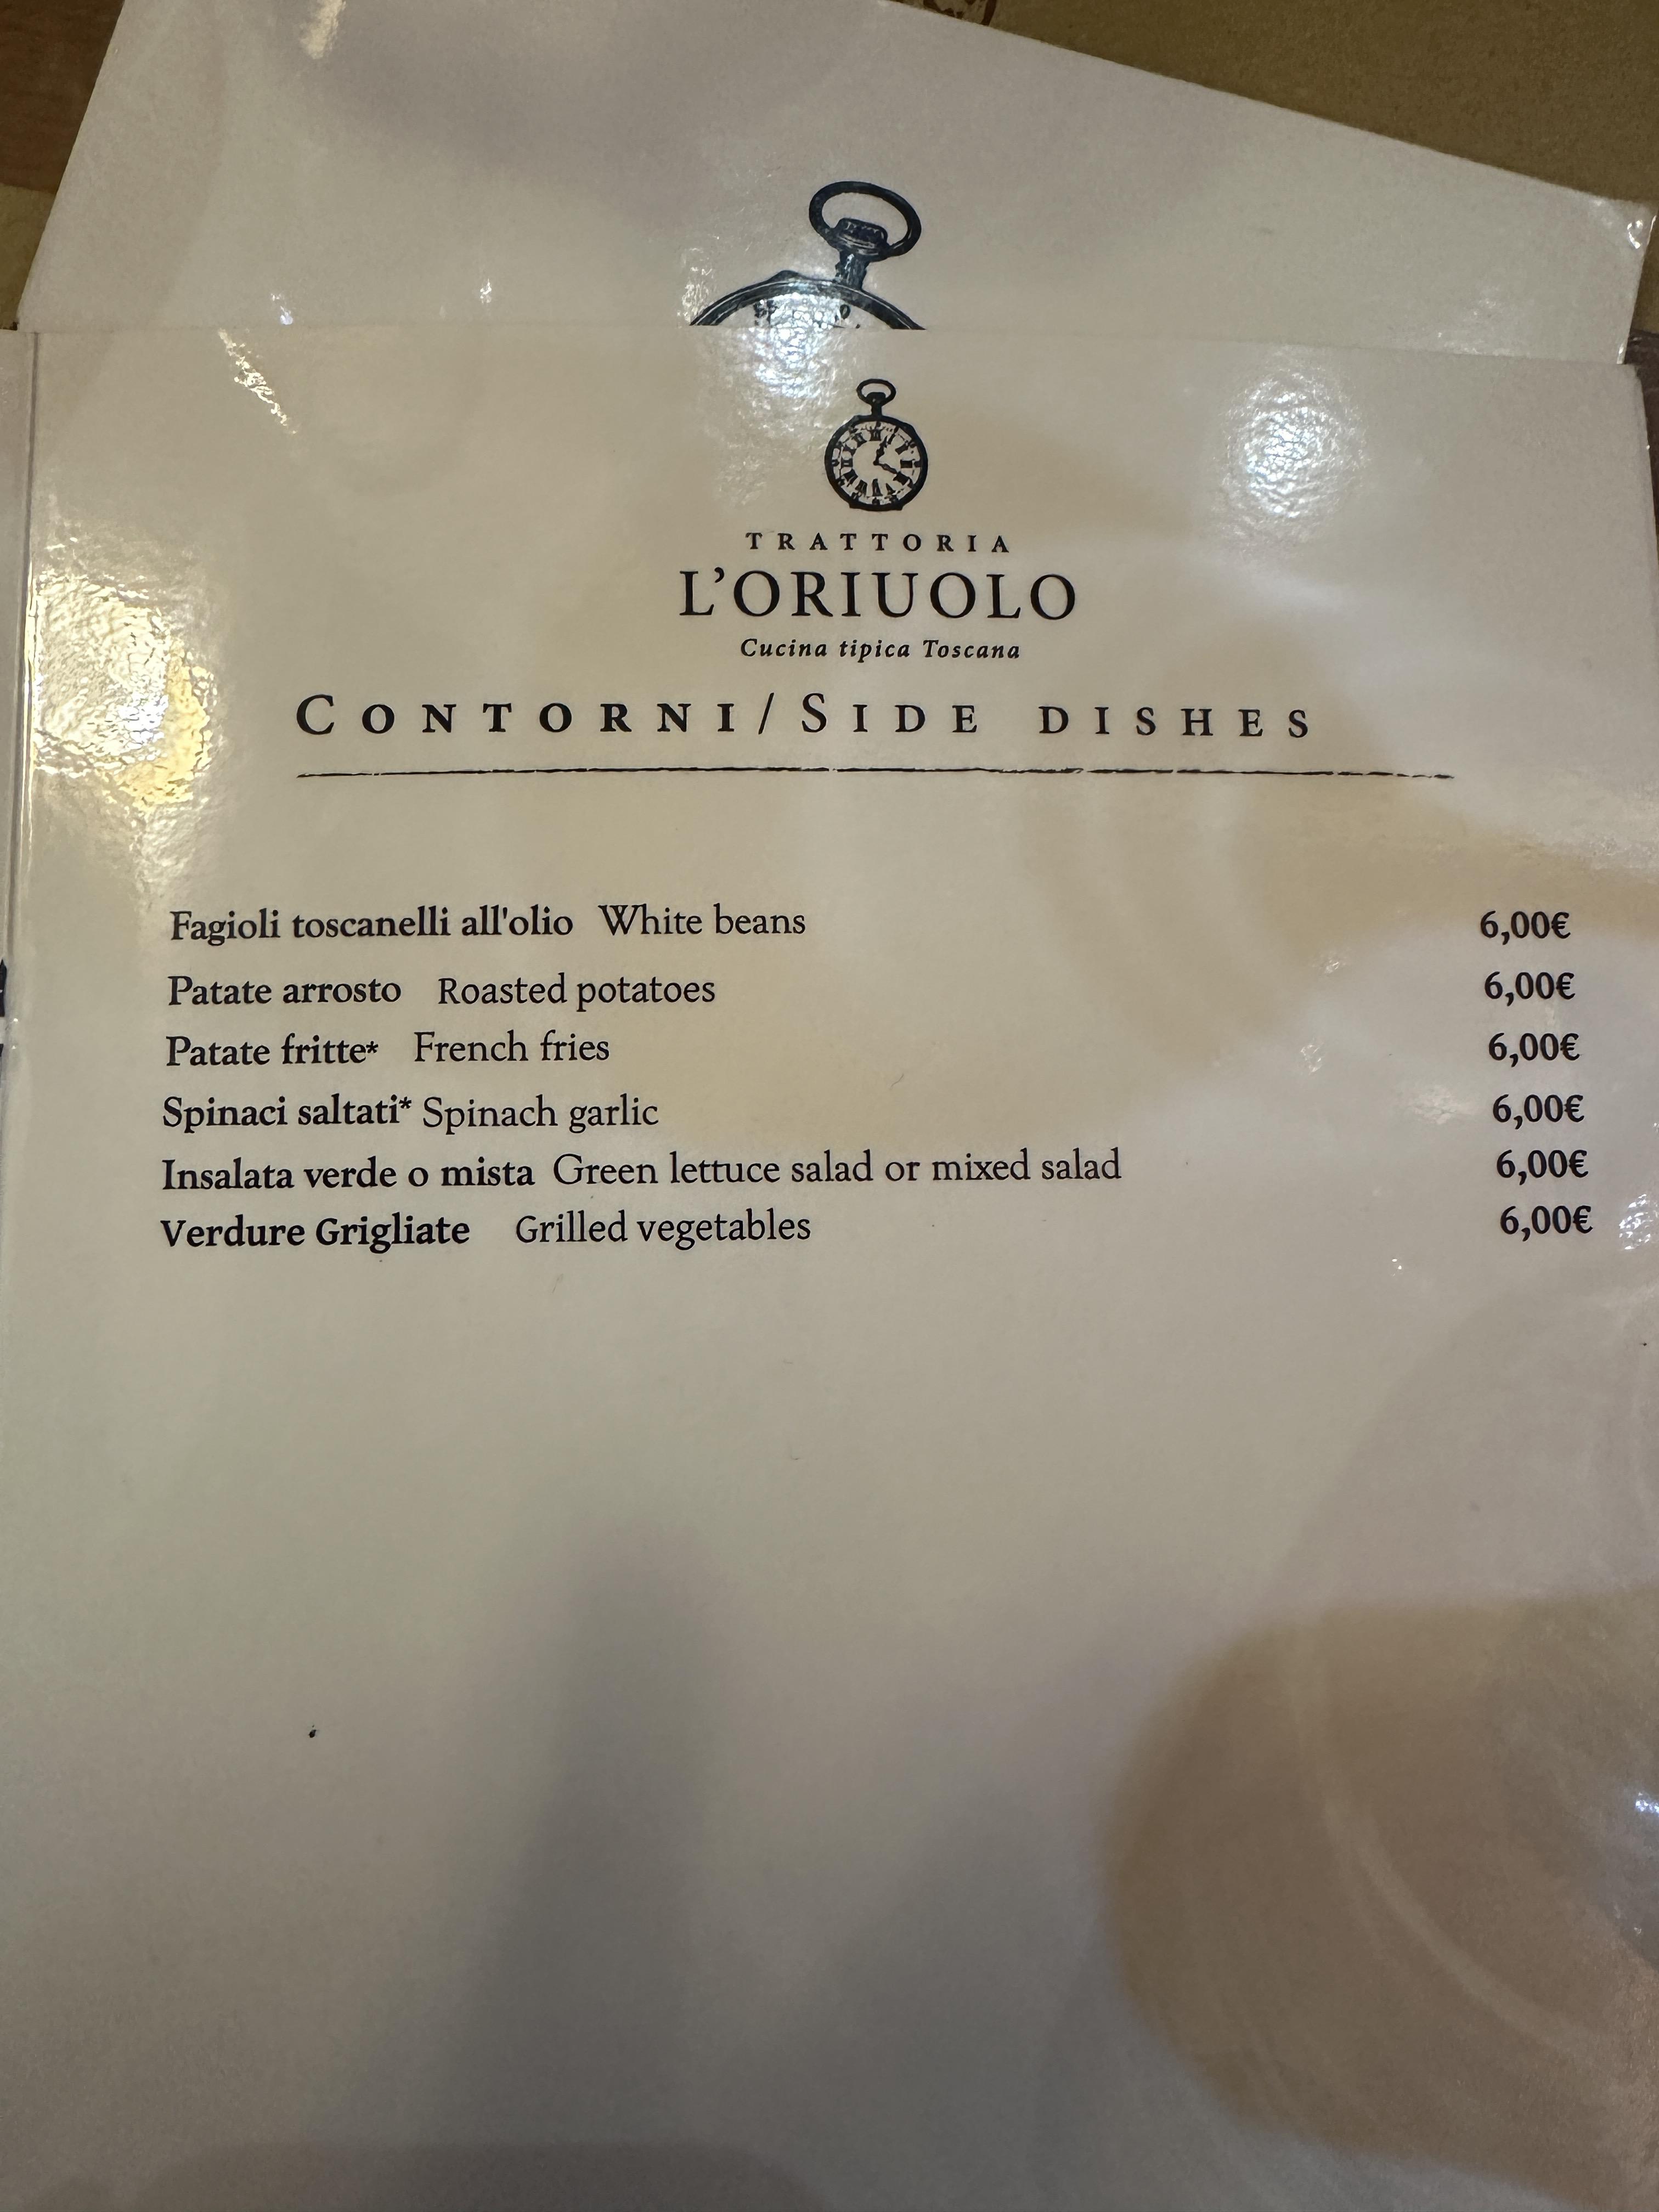 TRATTORIA
L'ORIUOLO
Cucina tipica Toscana
CONTORNI/SIDE DISHES
Fagioli toscanelli all'olio White beans 6,00€
Patate arrosto Roasted potatoes 6,00€
Patate fritte* French fries 6,00€
Spinaci saltati* Spinach garlic 6,00€
Insalata verde o mista Green lettuce salad or mixed salad 6,00€
Verdure Grigliate Grilled vegetables 6,00€